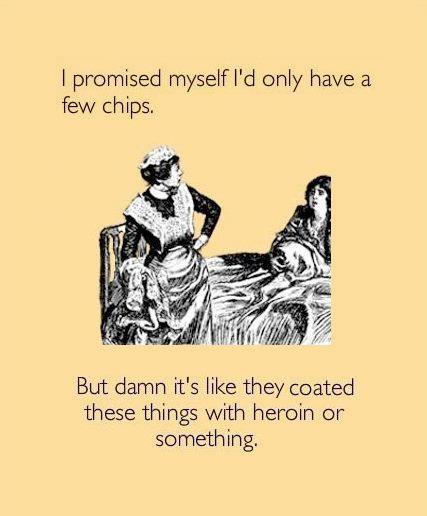 I promised myself I'd only have a
few chips.
But damn it's like they coated
these things with heroin or
something.